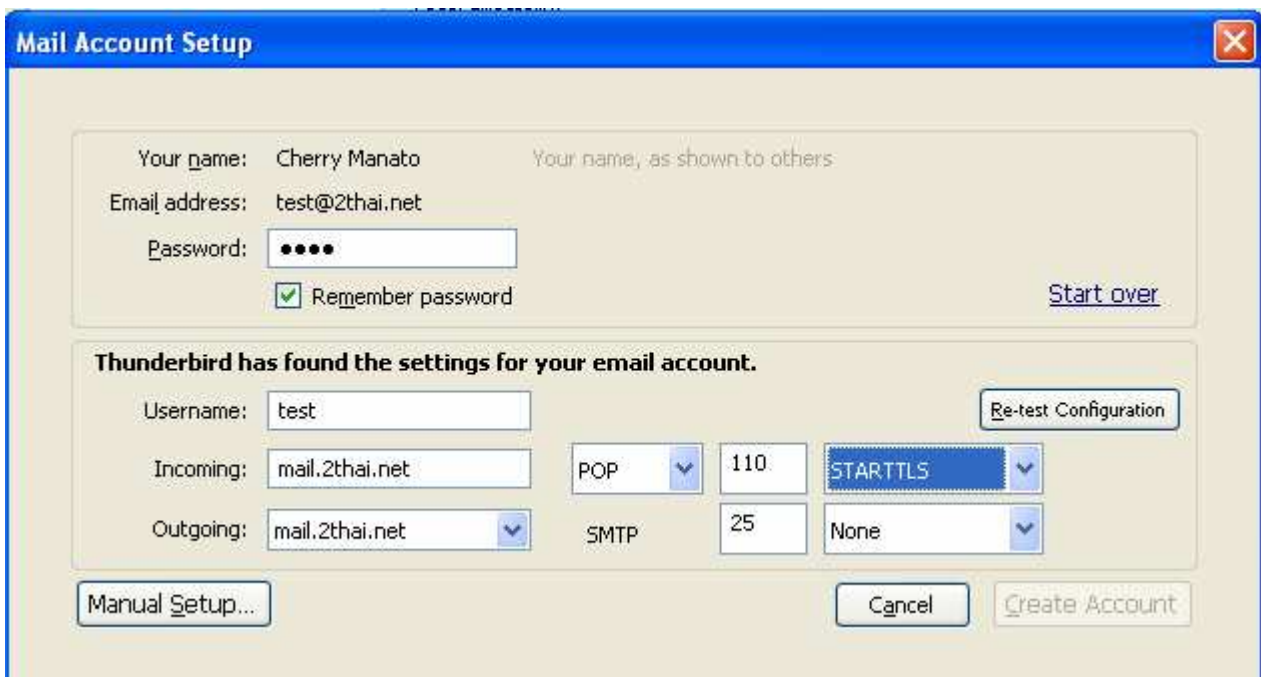 Mail Account Setup
Your name: Cherry Manato Your name, as shown to others
Email address: test@2thai.net
Password: ••••
Remember password
Start over
Thunderbird has found the settings for your email account.
Username: test Re-test Configuration
Incoming: mail.2thai.net POP 110 STARTTLS
Outgoing: mail.2thai.net SMTP 25 None
Manual Setup... Cancel Create Account